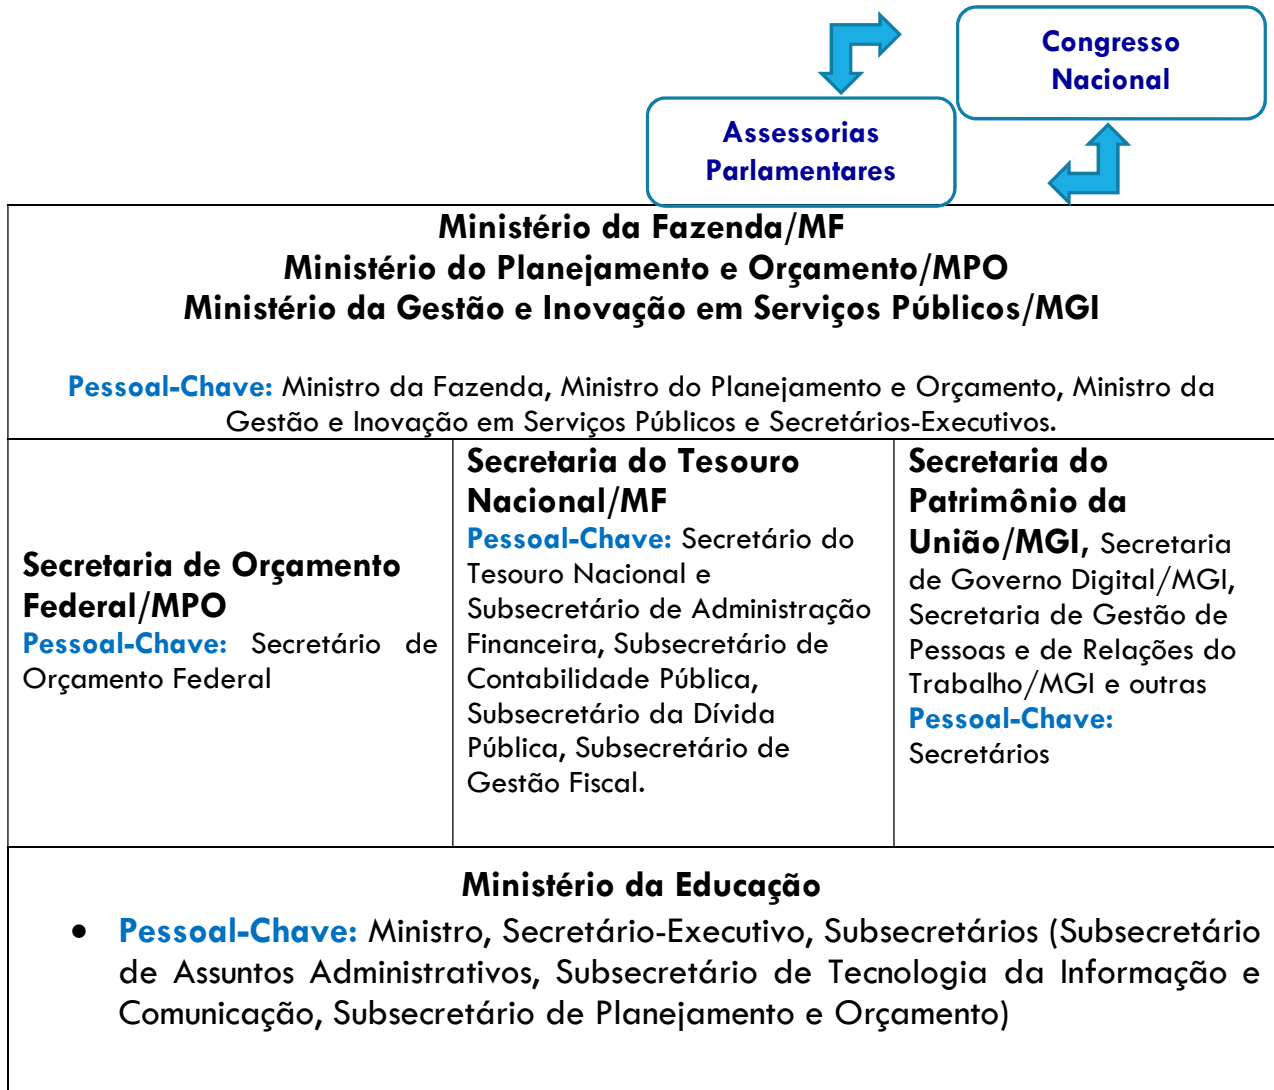 Congresso
Nacional
Assessorias
Parlamentares
Ministério da Fazenda/MF
Ministério do Planejamento e Orçamento/MPO
Ministério da Gestão e Inovação em Serviços Públicos/MGI
Pessoal-Chave: Ministro da Fazenda, Ministro do Planejamento e Orçamento, Ministro da
Gestão e Inovação em Serviços Públicos e Secretários-Executivos.
Secretaria de Orçamento
Federal/MPO
Pessoal-Chave: Secretário de
Orçamento Federal
Secretaria do Tesouro
Nacional/MF
Pessoal-Chave: Secretário do
Tesouro Nacional e
Subsecretário de Administração
Financeira, Subsecretário de
Contabilidade Pública,
Subsecretário da Dívida
Pública, Subsecretário de
Gestão Fiscal.
Secretaria do
Patrimônio da
União/MGI, Secretaria
de Governo Digital/MGI,
Secretaria de Gestão de
Pessoas e de Relações do
Trabalho/MGI e outras
Pessoal-Chave:
Secretários
Ministério da Educação
• Pessoal-Chave: Ministro, Secretário-Executivo, Subsecretários (Subsecretário
de Assuntos Administrativos, Subsecretário de Tecnologia da Informação e
Comunicação, Subsecretário de Planejamento e Orçamento)